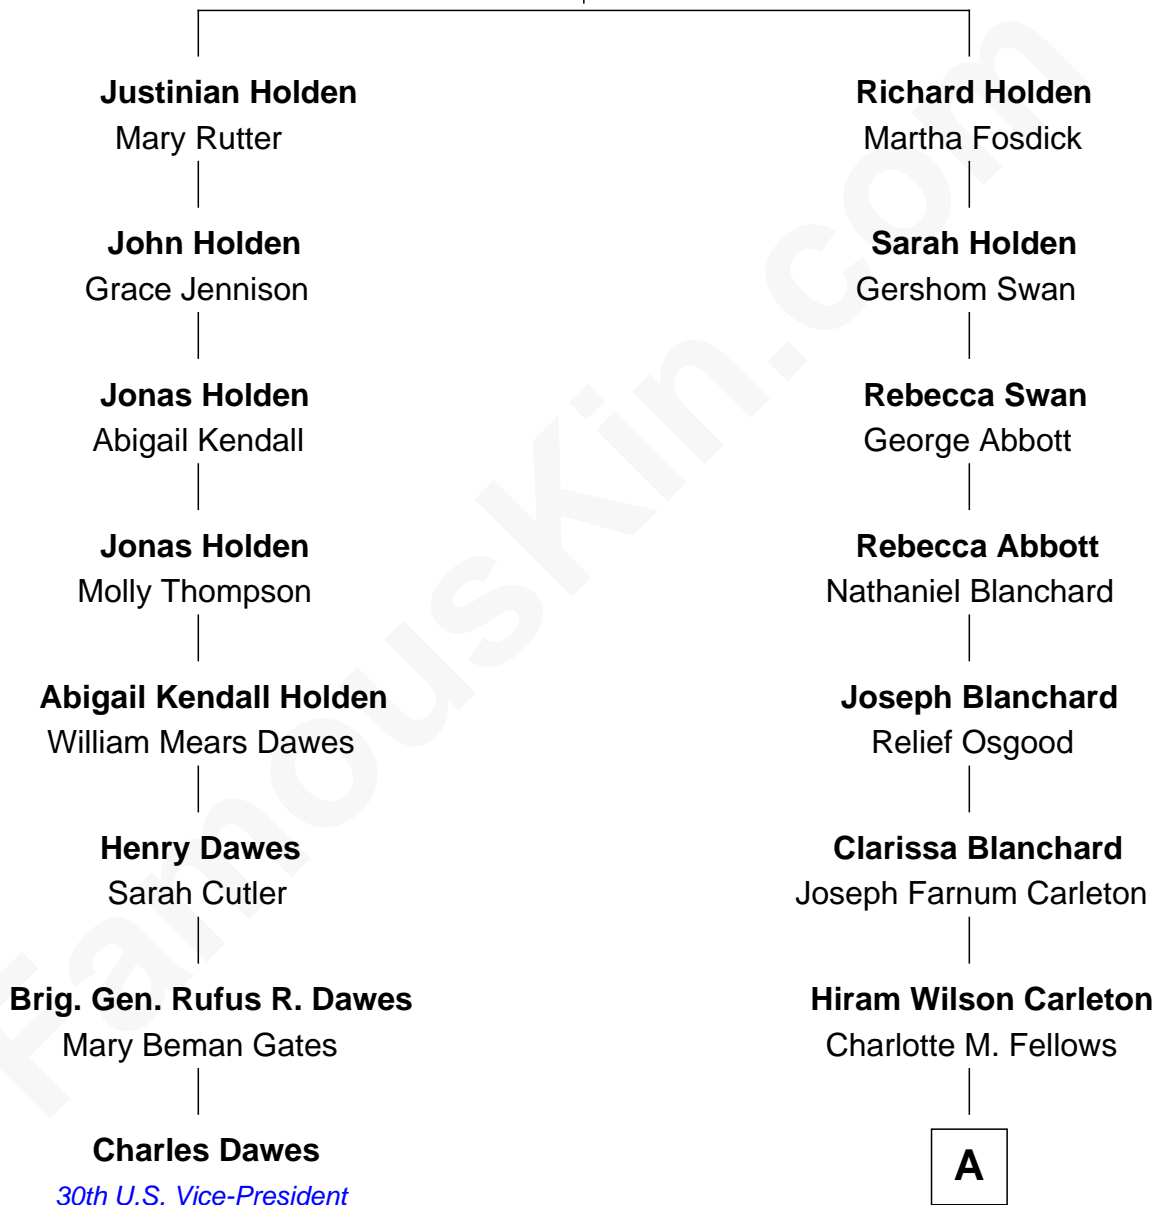 Justinian Holden
Mary Rutter
John Holden
Grace Jennison
Jonas Holden
Abigail Kendall
Jonas Holden
Molly Thompson
Abigail Kendall Holden
William Mears Dawes
Henry Dawes
Sarah Cutler
Brig. Gen. Rufus R. Dawes
Mary Beman Gates
Charles Dawes
30th U.S. Vice-President
Richard Holden
Martha Fosdick
Sarah Holden
Gershom Swan
Rebecca Swan
George Abbott
Rebecca Abbott
Nathaniel Blanchard
Joseph Blanchard
Relief Osgood
Clarissa Blanchard
Joseph Farnum Carleton
Hiram Wilson Carleton
Charlotte M. Fellows
A
FamousKin.com